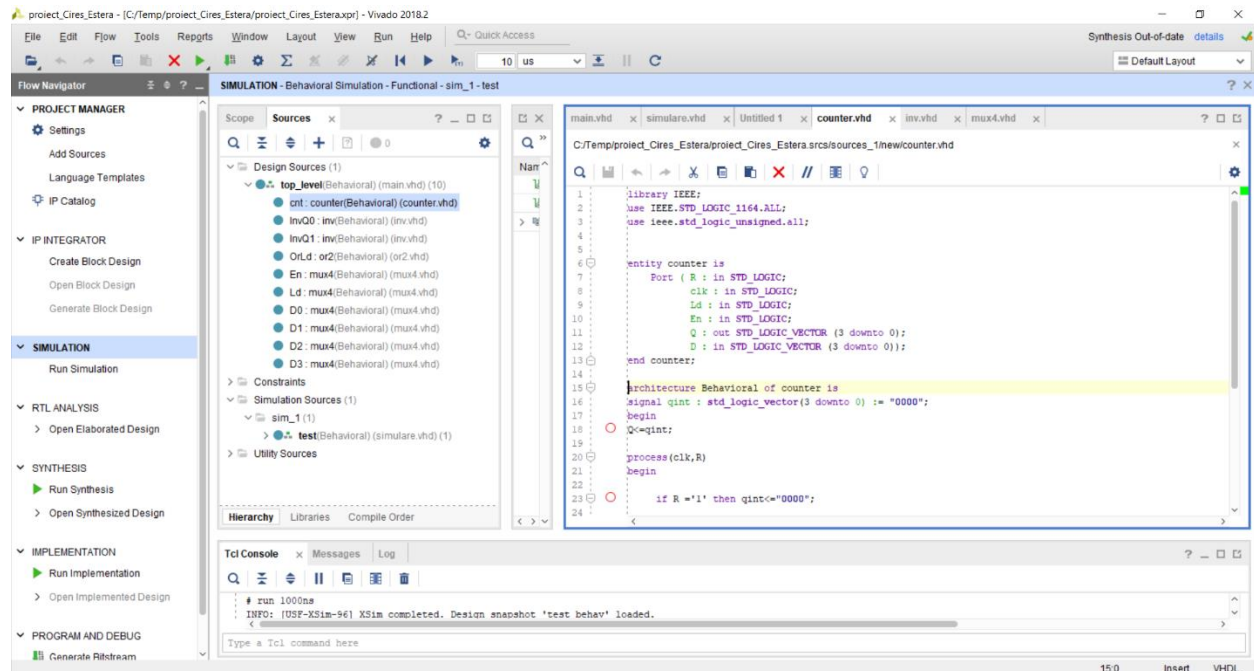 proiect_Cires_Estera - [C:/Temp/proiect_Cires_Estera/proiect_Cires_Estera.xpr] - Vivado 2018.2
File Edit Flow Tools Reports Window Layout View Run Help Q- Quick Access
Synthesis Out-of-date details
10 us
Default Layout
Flow Navigator
SIMULATION - Behavioral Simulation - Functional - sim_1 - test
PROJECT MANAGER
Settings
Add Sources
Language Templates
IP Catalog
IP INTEGRATOR
Create Block Design
Open Block Design
Generate Block Design
SIMULATION
Run Simulation
RTL ANALYSIS
Open Elaborated Design
SYNTHESIS
Run Synthesis
Open Synthesized Design
IMPLEMENTATION
Run Implementation
Open Implemented Design
PROGRAM AND DEBUG
Generate Bitstream
Scope Sources
0
Design Sources (1)
top_level(Behavioral) (main.vhd) (10)
cnt : counter(Behavioral) (counter.vhd)
InvQ0 : inv(Behavioral) (inv.vhd)
InvQ1 : inv(Behavioral) (inv.vhd)
OrLd : or2(Behavioral) (or2.vhd)
En : mux4(Behavioral) (mux4.vhd)
Ld : mux4(Behavioral) (mux4.vhd)
D0 : mux4(Behavioral) (mux4.vhd)
D1 : mux4(Behavioral) (mux4.vhd)
D2 : mux4(Behavioral) (mux4.vhd)
D3 : mux4(Behavioral) (mux4.vhd)
Constraints
Simulation Sources (1)
sim_1 (1)
test(Behavioral) (simulare.vhd) (1)
Utility Sources
Hierarchy Libraries Compile Order
main.vhd simulare.vhd Untitled 1 counter.vhd inv.vhd mux4.vhd
C:/Temp/proiect_Cires_Estera/proiect_Cires_Estera.srcs/sources_1/new/counter.vhd
1 library IEEE;
2 use IEEE.STD_LOGIC_1164.ALL;
3 use ieee.std_logic_unsigned.all;
4
5
6 entity counter is
7 Port ( R : in STD_LOGIC;
8 clk : in STD_LOGIC;
9 Ld : in STD_LOGIC;
10 En : in STD_LOGIC;
11 Q : out STD_LOGIC_VECTOR (3 downto 0);
12 D : in STD_LOGIC_VECTOR (3 downto 0));
13 end counter;
14
15 architecture Behavioral of counter is
16 signal qint : std_logic_vector(3 downto 0) := "0000";
17 begin
18 Q<=qint;
19
20 process(clk,R)
21 begin
22
23 if R ='1' then qint<="0000";
24
Tcl Console Messages Log
# run 1000ns
INFO: [USF-XSim-96] XSim completed. Design snapshot 'test_behav' loaded.
Type a Tcl command here
15:0 Insert VHDL